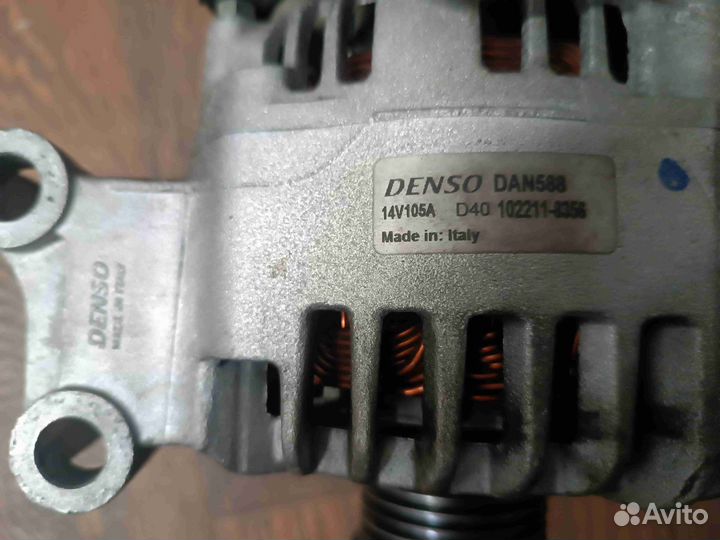 DENSO DAN588
14V105A D40 102211-8356
Made in: Italy
DENSO
MADE IN ITALY
Avito